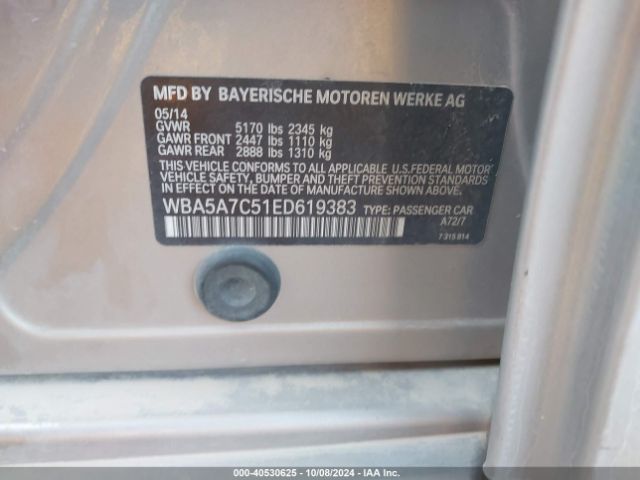 MFD BY BAYERISCHE MOTOREN WERKE AG
05/14
GVWR 5170 lbs 2345 kg
GAWR FRONT 2447 lbs 1110 kg
GAWR REAR 2888 lbs 1310 kg
THIS VEHICLE CONFORMS TO ALL APPLICABLE U.S.FEDERAL MOTOR
VEHICLE SAFETY, BUMPER AND THEFT PREVENTION STANDARDS
IN EFFECT ON THE DATE OF MANUFACTURE SHOWN ABOVE.
WBA5A7C51ED619383 TYPE: PASSENGER CAR
A72/7
7 315 814
000-40530625 - 10/08/2024 - IAA Inc.